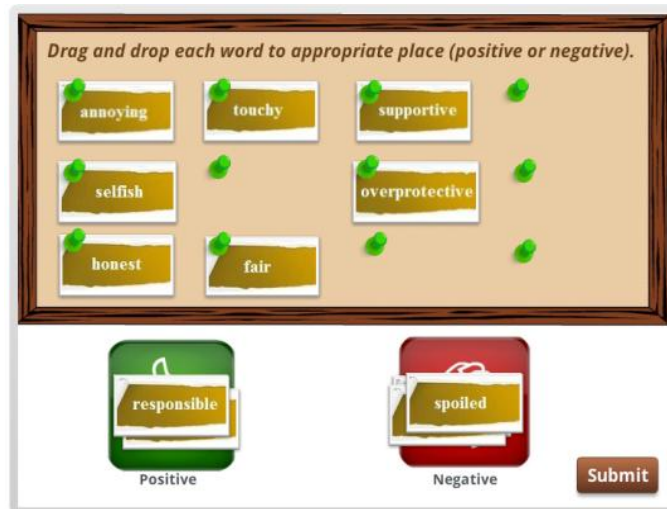 Drag and drop each word to appropriate place (positive or negative).
annoying touchy supportive
selfish overprotective
honest fair
responsible spoiled
Positive Negative
Submit